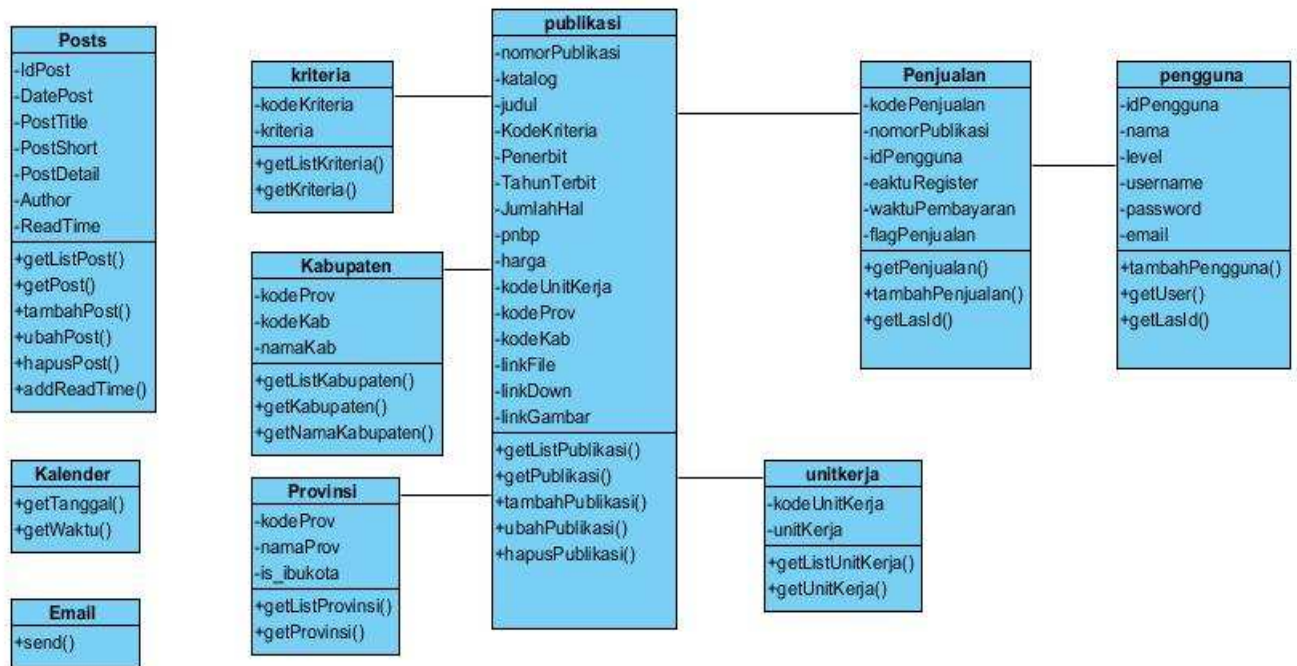 Posts
-IdPost
-DatePost
-PostTitle
-PostShort
-PostDetail
-Author
-ReadTime
+getListPost()
+getPost()
+tambahPost()
+ubahPost()
+hapusPost()
+addReadTime()
Kalender
+getTanggal()
+getWaktu()
Email
+send()
kriteria
-kodeKriteria
-kriteria
+getListKriteria()
+getKriteria()
Kabupaten
-kodeProv
-kodeKab
-namaKab
+getListKabupaten()
+getKabupaten()
+getNamaKabupaten()
Provinsi
-kodeProv
-namaProv
-is_ibukota
+getListProvinsi()
+getProvinsi()
publikasi
-nomorPublikasi
-katalog
-judul
-KodeKriteria
-Penerbit
-TahunTerbit
-JumlahHal
-pnbp
-harga
-kodeUnitKerja
-kodeProv
-kodeKab
-linkFile
-linkDown
-linkGambar
+getListPublikasi()
+getPublikasi()
+tambahPublikasi()
+ubahPublikasi()
+hapusPublikasi()
Penjualan
-kodePenjualan
-nomorPublikasi
-idPengguna
-eaktuRegister
-waktuPembayaran
-flagPenjualan
+getPenjualan()
+tambahPenjualan()
+getLasId()
pengguna
-idPengguna
-nama
-level
-username
-password
-email
+tambahPengguna()
+getUser()
+getLasId()
unitkerja
-kodeUnitKerja
-unitKerja
+getListUnitKerja()
+getUnitKerja()